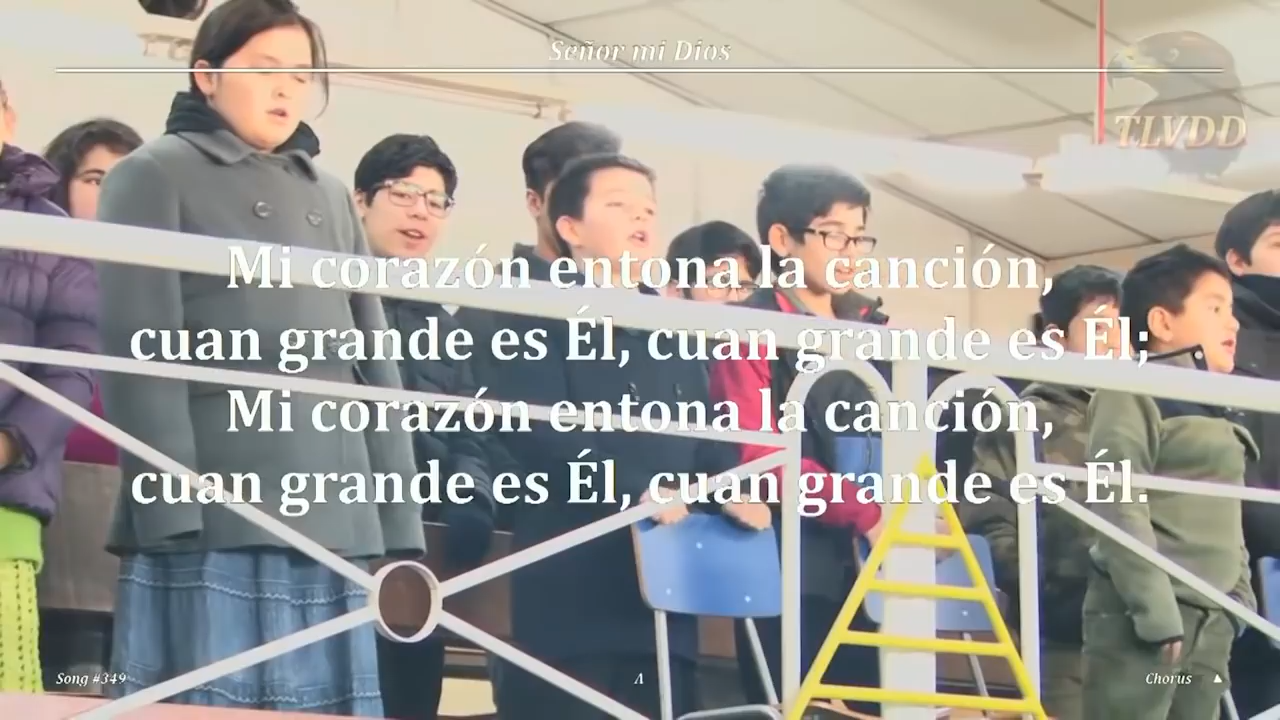 Señor mi Dios
TLVDD
Mi corazón entona la canción,
cuan grande es Él, cuan grande es Él;
Mi corazón entona la canción,
cuan grande es Él, cuan grande es Él.
Song #349
Chorus ▲